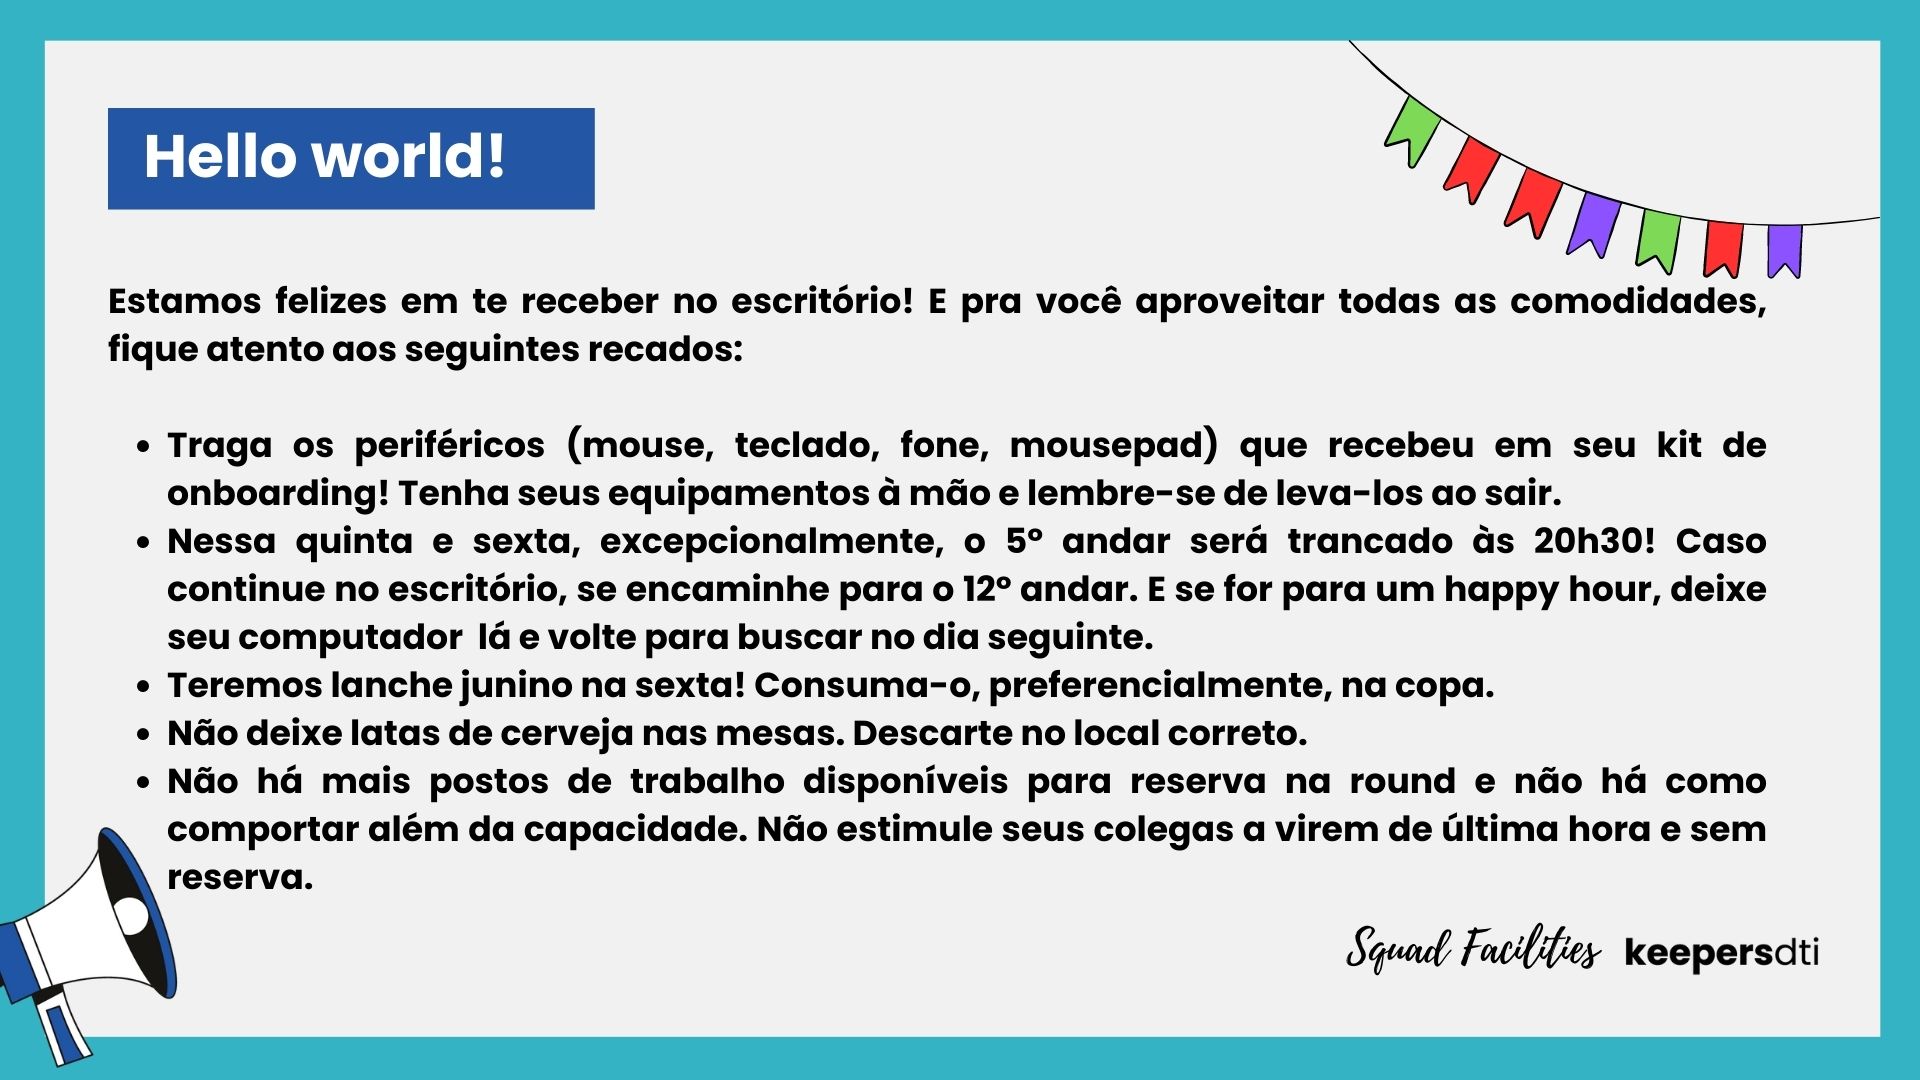 Hello world!
Estamos felizes em te receber no escritório! E pra você aproveitar todas as comodidades,
fique atento aos seguintes recados:
• Traga os periféricos (mouse, teclado, fone, mousepad) que recebeu em seu kit de
onboarding! Tenha seus equipamentos à mão e lembre-se de leva-los ao sair.
• Nessa quinta e sexta, excepcionalmente, o 5º andar será trancado às 20h30! Caso
continue no escritório, se encaminhe para o 12º andar. E se for para um happy hour, deixe
seu computador lá e volte para buscar no dia seguinte.
• Teremos lanche junino na sexta! Consuma-o, preferencialmente, na copa.
• Não deixe latas de cerveja nas mesas. Descarte no local correto.
• Não há mais postos de trabalho disponíveis para reserva na round e não há como
comportar além da capacidade. Não estimule seus colegas a virem de última hora e sem
reserva.
Squad Facilities keepersdti